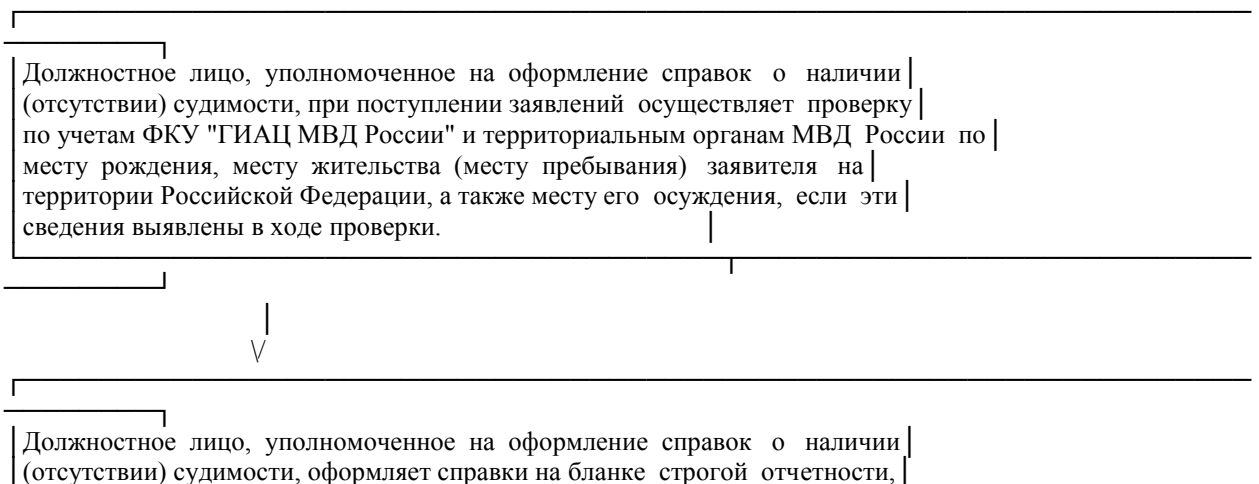 Должностное лицо, уполномоченное на оформление справок о наличии
(отсутствии) судимости, при поступлении заявлений осуществляет проверку
по учетам ФКУ "ГИАЦ МВД России" и территориальным органам МВД России по
месту рождения, месту жительства (месту пребывания) заявителя на
территории Российской Федерации, а также месту его осуждения, если эти
сведения выявлены в ходе проверки.
\/
Должностное лицо, уполномоченное на оформление справок о наличии
(отсутствии) судимости, оформляет справки на бланке строгой отчетности,